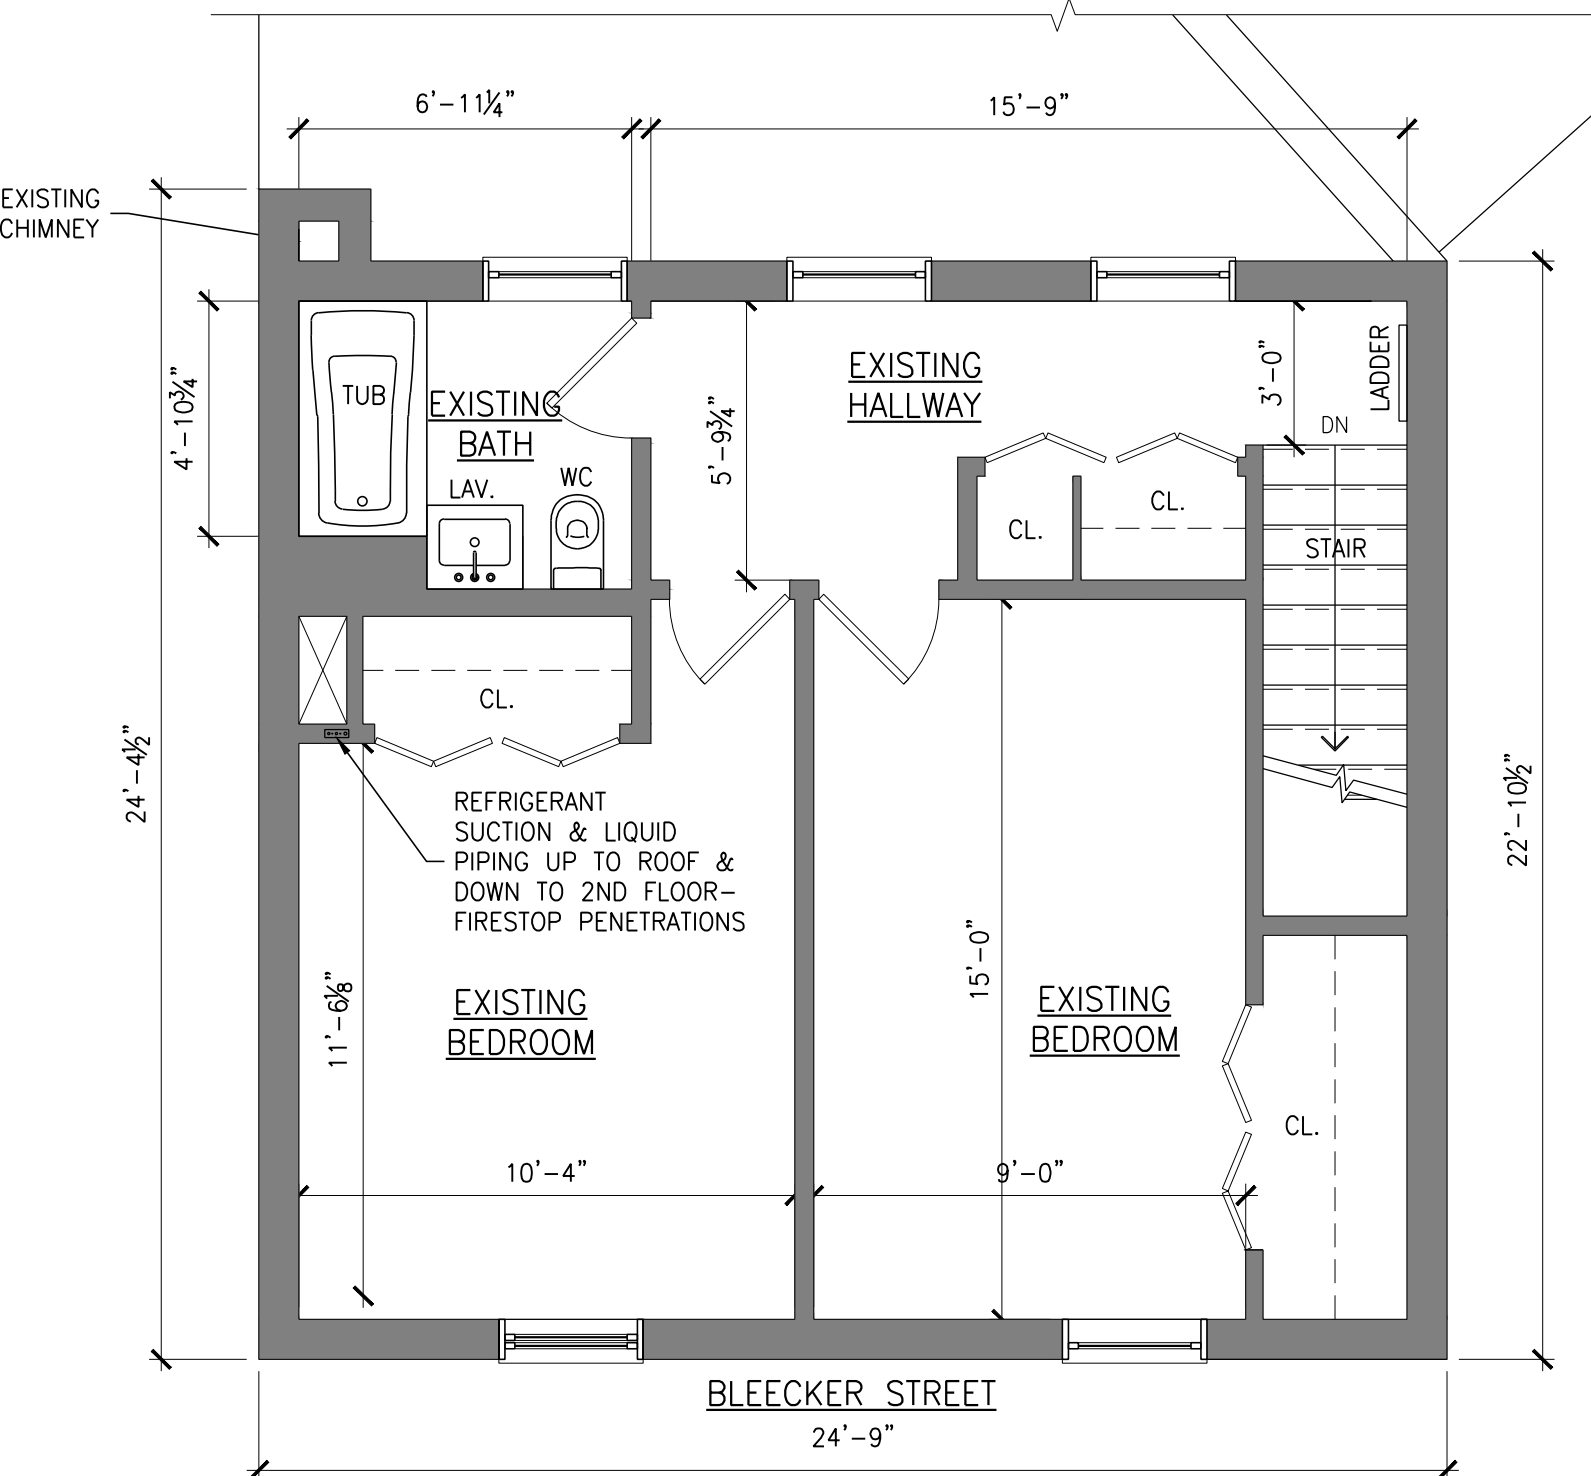 6'-11¼"
15'-9"
EXISTING
CHIMNEY
4'-10¾"
TUB
EXISTING
BATH
LAV.
WC
5'-9¾"
EXISTING
HALLWAY
3'-0"
LADDER
DN
CL.
CL.
STAIR
CL.
24'-4½"
22'-10½"
REFRIGERANT
SUCTION & LIQUID
PIPING UP TO ROOF &
DOWN TO 2ND FLOOR-
FIRESTOP PENETRATIONS
11'-6⅛"
EXISTING
BEDROOM
15'-0"
EXISTING
BEDROOM
CL.
10'-4"
9'-0"
BLEECKER STREET
24'-9"